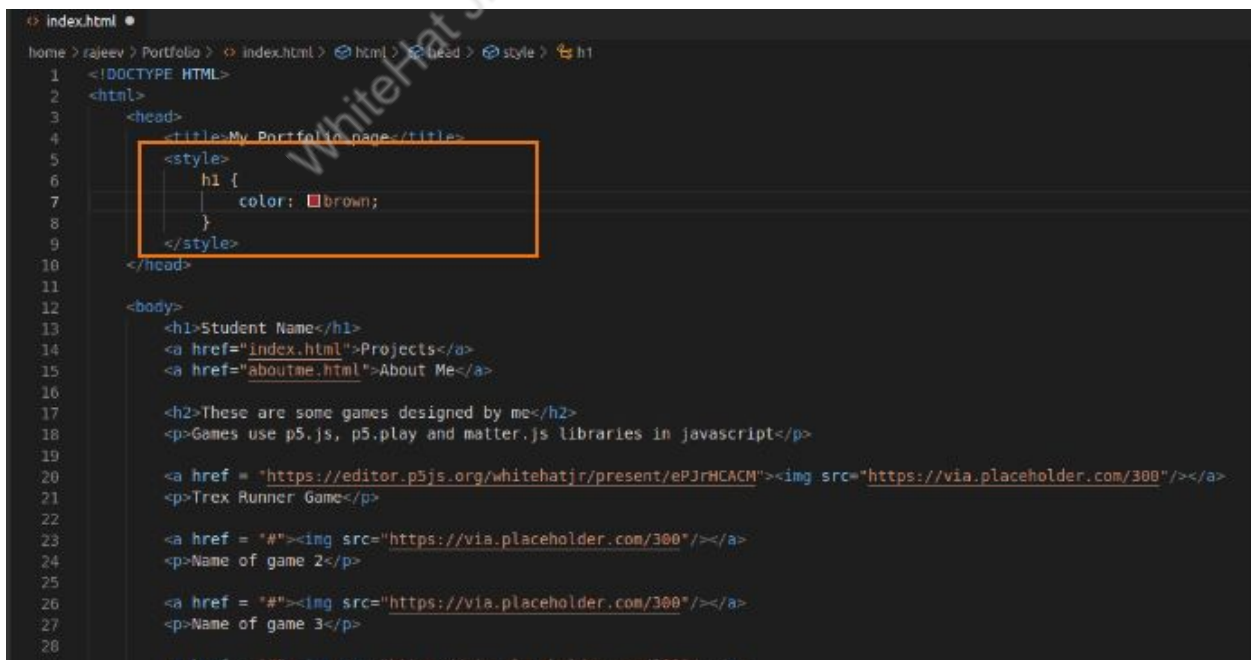 index.html
home > rajeev > Portfolio > index.html > html > head > style > h1
WhiteHat
1 <!DOCTYPE HTML>
2 <html>
3 <head>
4 <title>My Portfolio page</title>
5 <style>
6 h1 {
7 color: brown;
8 }
9 </style>
10 </head>
11
12 <body>
13 <h1>Student Name</h1>
14 <a href="index.html">Projects</a>
15 <a href="aboutme.html">About Me</a>
16
17 <h2>These are some games designed by me</h2>
18 <p>Games use p5.js, p5.play and matter.js libraries in javascript</p>
19
20 <a href = "https://editor.p5js.org/whitehatjr/present/ePJrHCACM"><img src="https://via.placeholder.com/300"/></a>
21 <p>Trex Runner Game</p>
22
23 <a href = "#"><img src="https://via.placeholder.com/300"/></a>
24 <p>Name of game 2</p>
25
26 <a href = "#"><img src="https://via.placeholder.com/300"/></a>
27 <p>Name of game 3</p>
28